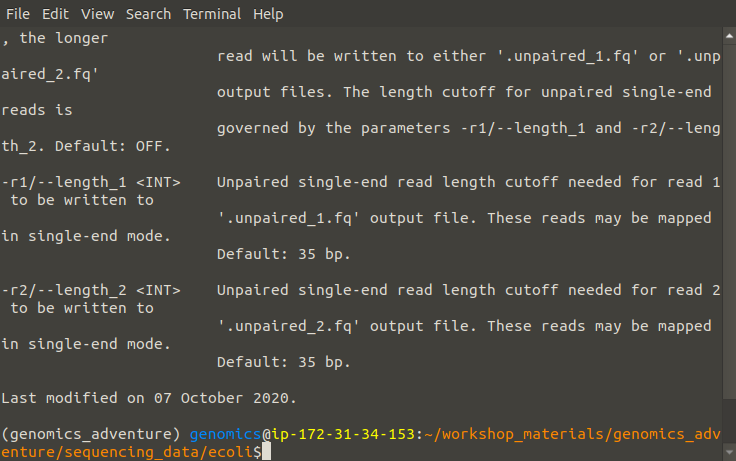 File Edit View Search Terminal Help
, the longer
read will be written to either '.unpaired_1.fq' or '.unp
aired_2.fq'
output files. The length cutoff for unpaired single-end
reads is
governed by the parameters -r1/--length_1 and -r2/--leng
th_2. Default: OFF.
-r1/--length_1 <INT> Unpaired single-end read length cutoff needed for read 1
to be written to
'.unpaired_1.fq' output file. These reads may be mapped
in single-end mode.
Default: 35 bp.
-r2/--length_2 <INT> Unpaired single-end read length cutoff needed for read 2
to be written to
'.unpaired_2.fq' output file. These reads may be mapped
in single-end mode.
Default: 35 bp.
Last modified on 07 October 2020.
(genomics_adventure) genomics@ip-172-31-34-153:~/workshop_materials/genomics_adv
enture/sequencing_data/ecoli$